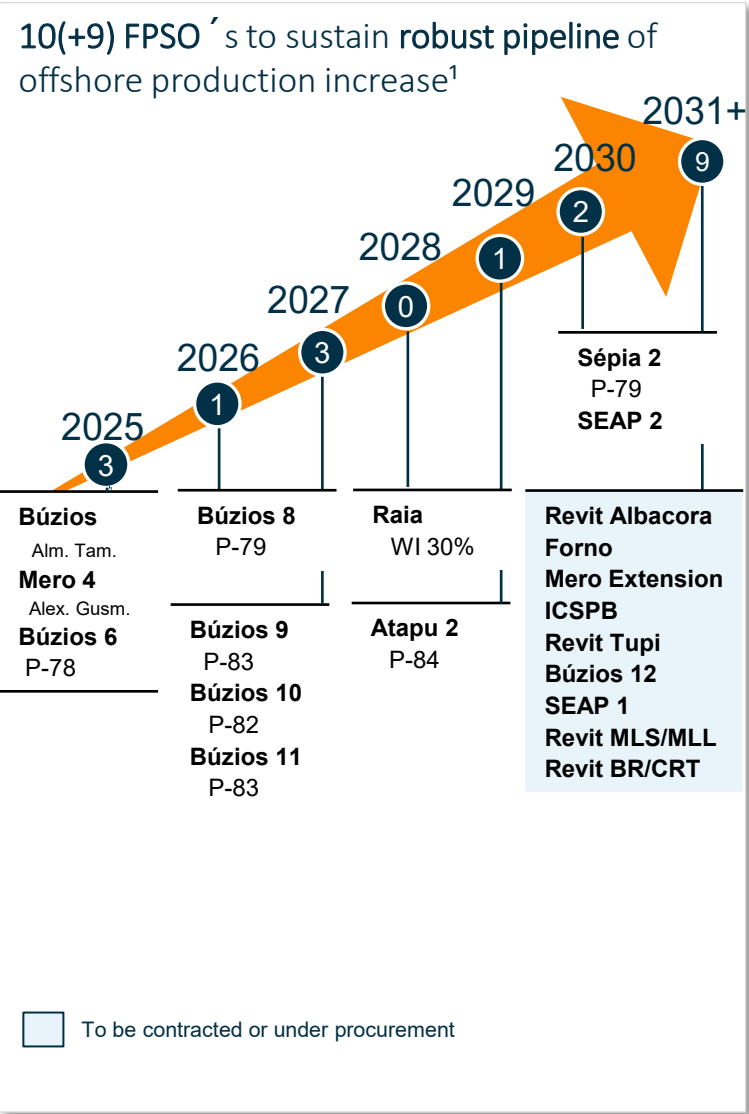 10(+9) FPSO´s to sustain robust pipeline of
offshore production increase¹
2031+
9
2030
2
2029
1
2028
0
2027
3
2026
1
2025
3
Búzios
Alm. Tam.
Mero 4
Alex. Gusm.
Búzios 6
P-78
Búzios 8
P-79
Búzios 9
P-83
Búzios 10
P-82
Búzios 11
P-83
Raia
WI 30%
Atapu 2
P-84
Sépia 2
P-79
SEAP 2
Revit Albacora
Forno
Mero Extension
ICSPB
Revit Tupi
Búzios 12
SEAP 1
Revit MLS/MLL
Revit BR/CRT
To be contracted or under procurement